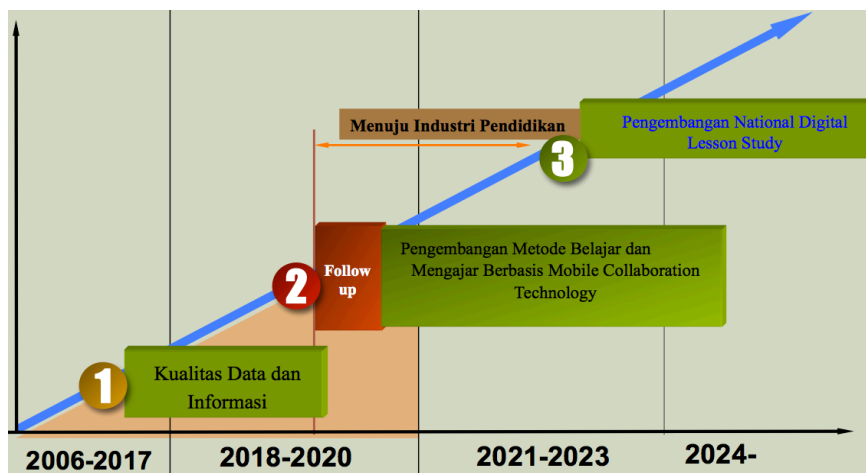 Menuju Industri Pendidikan
Pengembangan National Digital
Lesson Study
3
2
Follow
up
Pengembangan Metode Belajar dan
Mengajar Berbasis Mobile Collaboration
Technology
1
Kualitas Data dan
Informasi
2006-2017
2018-2020
2021-2023
2024-